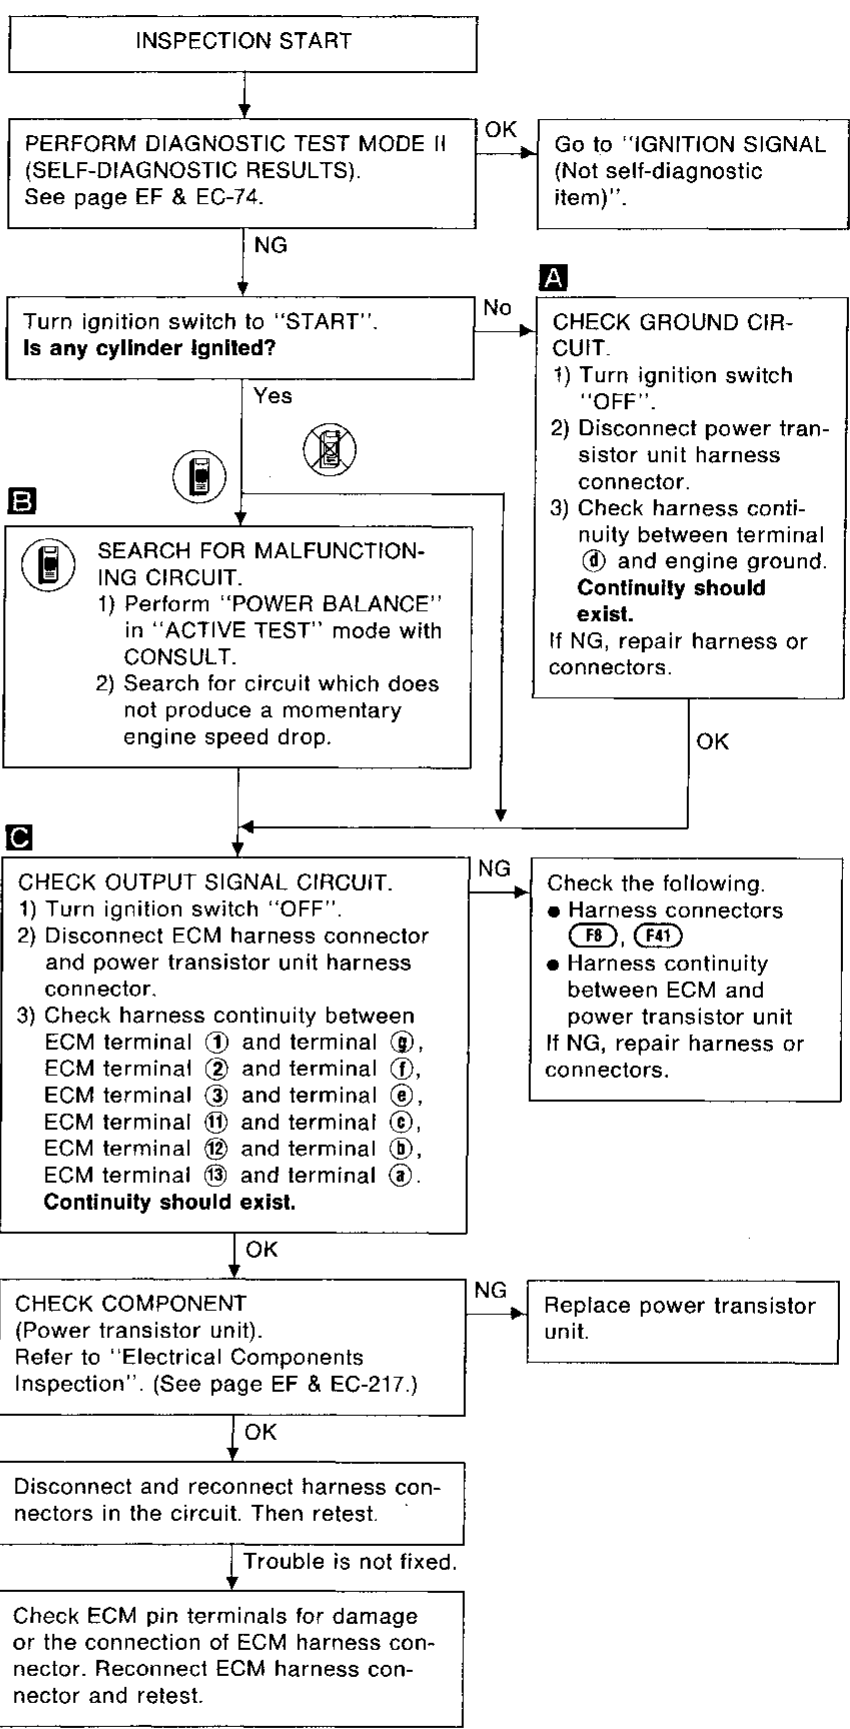 INSPECTION START
PERFORM DIAGNOSTIC TEST MODE II
(SELF-DIAGNOSTIC RESULTS).
See page EF & EC-74.
OK
Go to "IGNITION SIGNAL
(Not self-diagnostic
item)".
NG
Turn ignition switch to "START".
Is any cylinder ignited?
No
A
CHECK GROUND CIR-
CUIT.
1) Turn ignition switch
"OFF".
2) Disconnect power tran-
sistor unit harness
connector.
3) Check harness conti-
nuity between terminal
ⓓ and engine ground.
Continuity should
exist.
If NG, repair harness or
connectors.
OK
Yes
B
SEARCH FOR MALFUNCTION-
ING CIRCUIT.
1) Perform "POWER BALANCE"
in "ACTIVE TEST" mode with
CONSULT.
2) Search for circuit which does
not produce a momentary
engine speed drop.
C
CHECK OUTPUT SIGNAL CIRCUIT.
1) Turn ignition switch "OFF".
2) Disconnect ECM harness connector
and power transistor unit harness
connector.
3) Check harness continuity between
ECM terminal ① and terminal ⓖ,
ECM terminal ② and terminal ⓕ,
ECM terminal ③ and terminal ⓔ,
ECM terminal ⑪ and terminal ⓒ,
ECM terminal ⑫ and terminal ⓑ,
ECM terminal ⑬ and terminal ⓐ.
Continuity should exist.
NG
Check the following.
● Harness connectors
F8, F41
● Harness continuity
between ECM and
power transistor unit
If NG, repair harness or
connectors.
OK
CHECK COMPONENT
(Power transistor unit).
Refer to "Electrical Components
Inspection". (See page EF & EC-217.)
NG
Replace power transistor
unit.
OK
Disconnect and reconnect harness con-
nectors in the circuit. Then retest.
Trouble is not fixed.
Check ECM pin terminals for damage
or the connection of ECM harness con-
nector. Reconnect ECM harness con-
nector and retest.